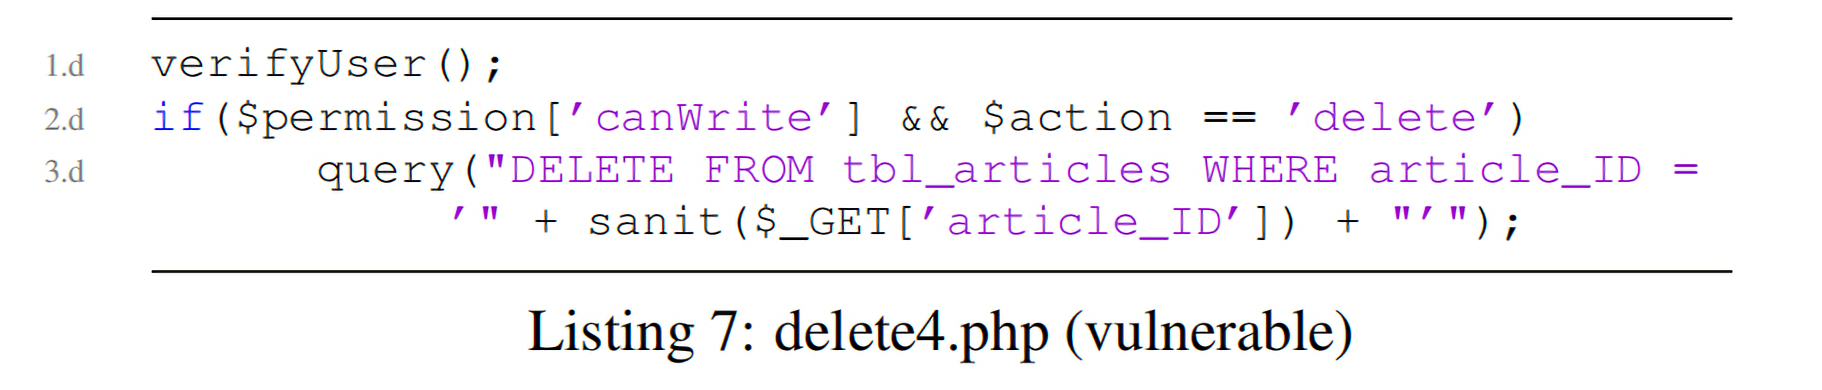 1.d verifyUser();
2.d if($permission['canWrite'] && $action == 'delete')
3.d query("DELETE FROM tbl_articles WHERE article_ID =
'" + sanit($_GET['article_ID']) + "'");
Listing 7: delete4.php (vulnerable)